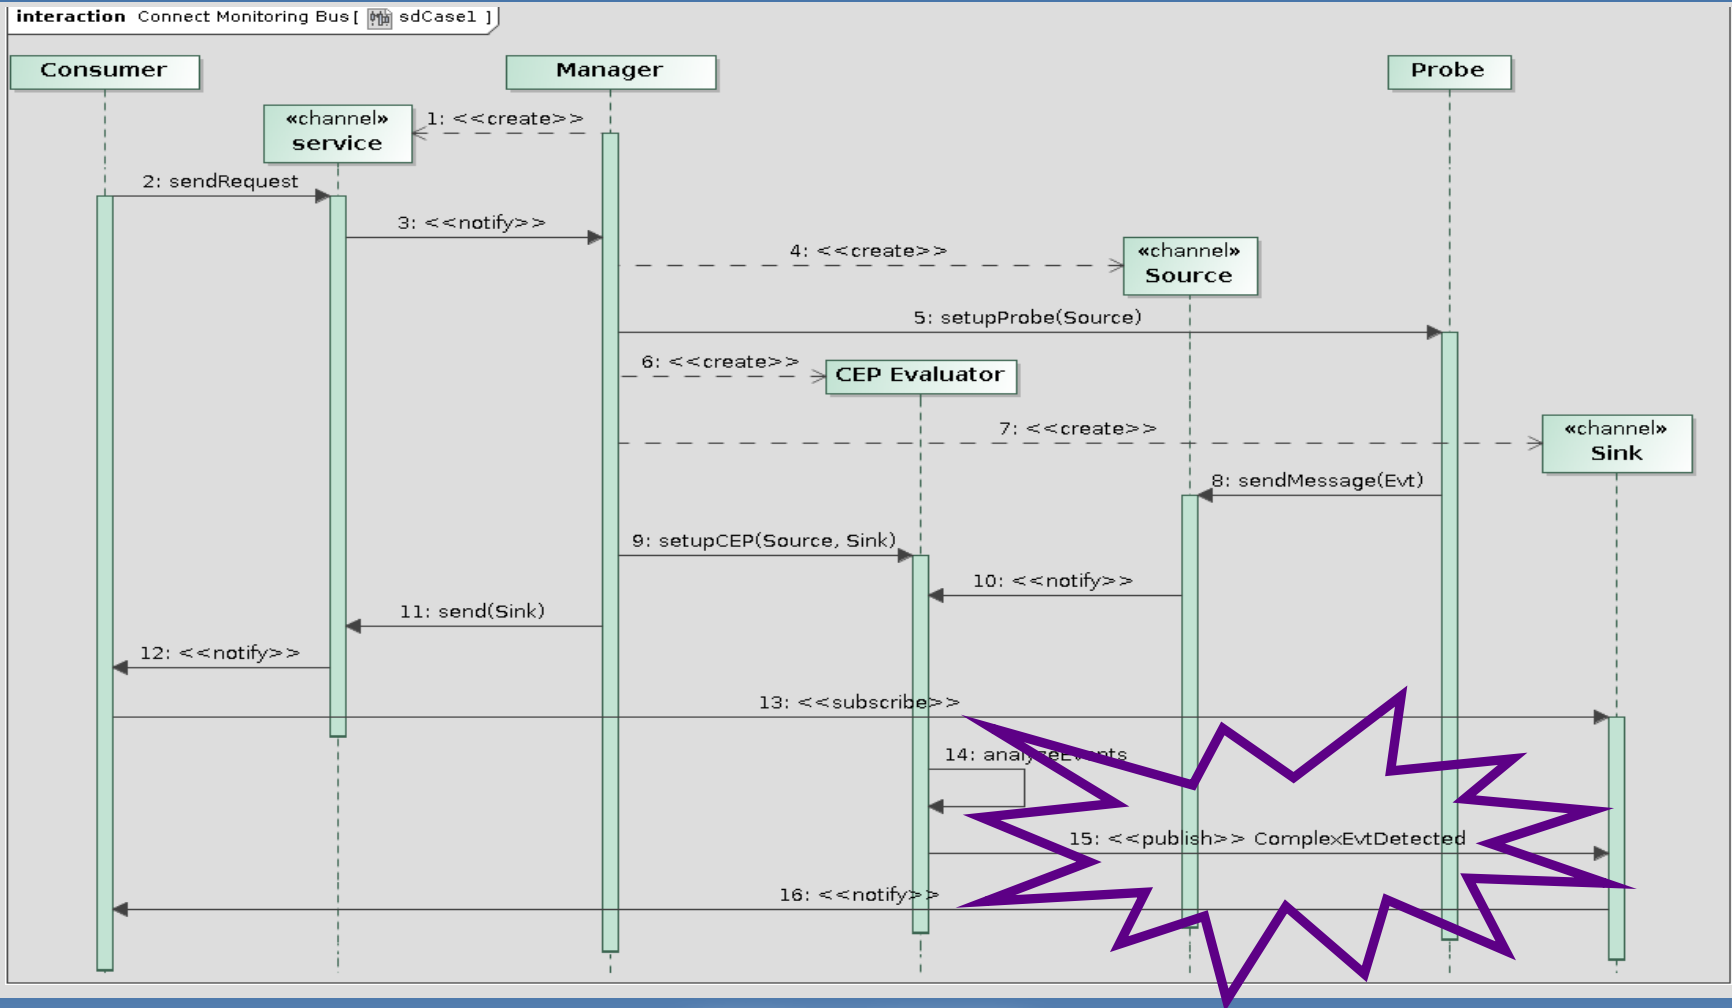 interaction Connect Monitoring Bus[ sdCase1 ]
Consumer
Manager
Probe
«channel»
service
1: <<create>>
2: sendRequest
3: <<notify>>
4: <<create>>
«channel»
Source
5: setupProbe(Source)
6: <<create>>
CEP Evaluator
7: <<create>>
«channel»
Sink
8: sendMessage(Evt)
9: setupCEP(Source, Sink)
10: <<notify>>
11: send(Sink)
12: <<notify>>
13: <<subscribe>>
14: analyzeEvents
15: <<publish>> ComplexEvtDetected
16: <<notify>>